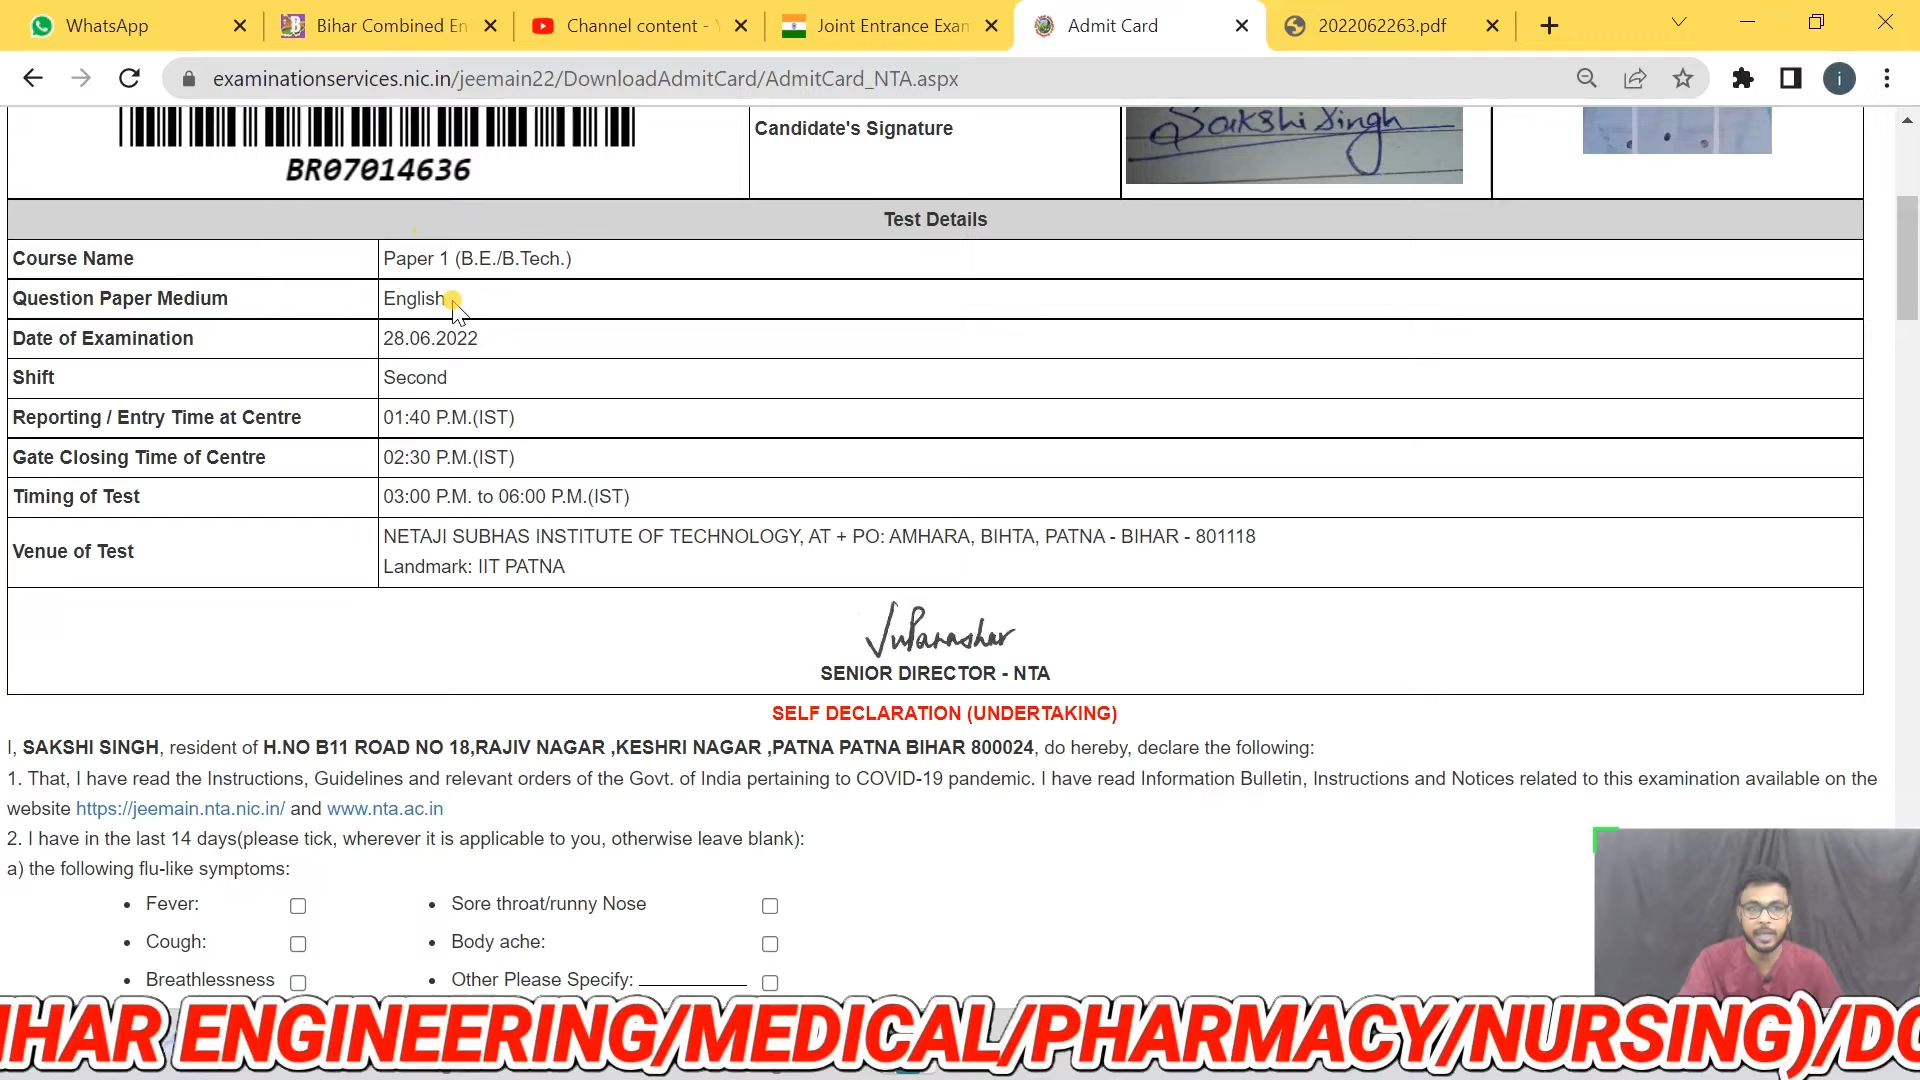 WhatsApp
Bihar Combined En
Channel content - Y
Joint Entrance Exam
Admit Card
2022062263.pdf
examinationservices.nic.in/jeemain22/DownloadAdmitCard/AdmitCard_NTA.aspx
i
BR07014636
Candidate's Signature
Sakshi Singh
Test Details
Course Name Paper 1 (B.E./B.Tech.)
Question Paper Medium English
Date of Examination 28.06.2022
Shift Second
Reporting / Entry Time at Centre 01:40 P.M.(IST)
Gate Closing Time of Centre 02:30 P.M.(IST)
Timing of Test 03:00 P.M. to 06:00 P.M.(IST)
Venue of Test NETAJI SUBHAS INSTITUTE OF TECHNOLOGY, AT + PO: AMHARA, BIHTA, PATNA - BIHAR - 801118
Landmark: IIT PATNA
SENIOR DIRECTOR - NTA
SELF DECLARATION (UNDERTAKING)
I, SAKSHI SINGH, resident of H.NO B11 ROAD NO 18,RAJIV NAGAR ,KESHRI NAGAR ,PATNA PATNA BIHAR 800024, do hereby, declare the following:
1. That, I have read the Instructions, Guidelines and relevant orders of the Govt. of India pertaining to COVID-19 pandemic. I have read Information Bulletin, Instructions and Notices related to this examination available on the
website https://jeemain.nta.nic.in/ and www.nta.ac.in
2. I have in the last 14 days(please tick, wherever it is applicable to you, otherwise leave blank):
a) the following flu-like symptoms:
• Fever: • Sore throat/runny Nose
• Cough: • Body ache:
• Breathlessness • Other Please Specify:
IHAR ENGINEERING/MEDICAL/PHARMACY/NURSING)/DC